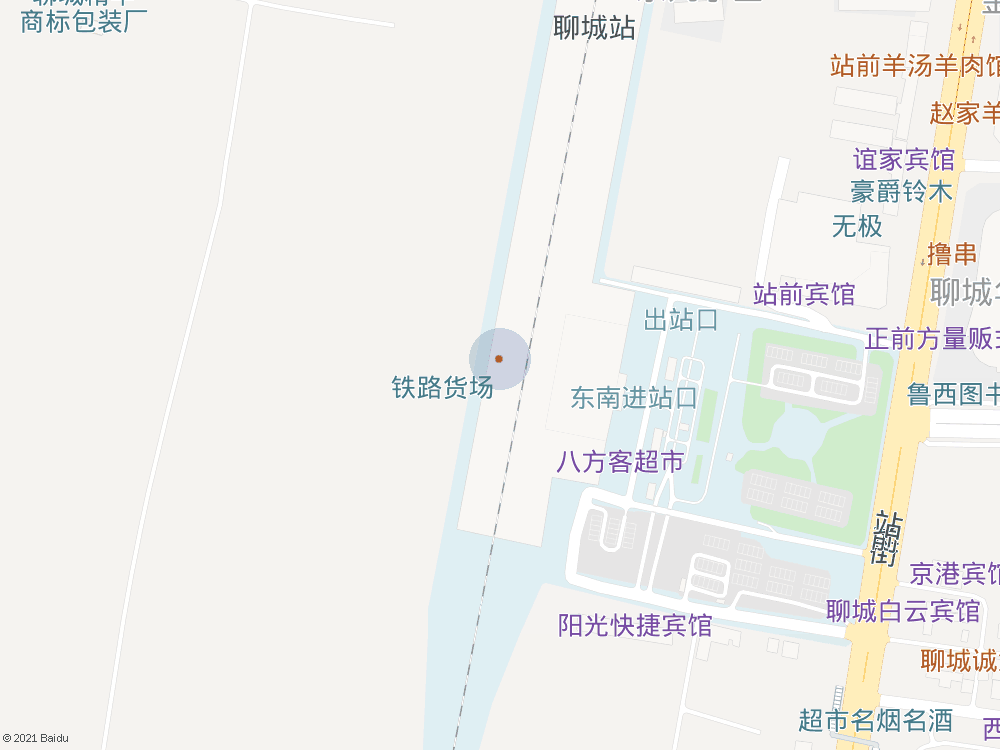 商标包装厂
聊城站
站前羊汤羊肉馆
赵家羊
谊家宾馆
豪爵铃木
无极
撸串
聊城
站前宾馆
出站口
正前方量贩
铁路货场
东南进站口
鲁西图书
八方客超市
站前街
京港宾馆
聊城白云宾馆
阳光快捷宾馆
聊城诚
超市名烟名酒
西
© 2021 Baidu